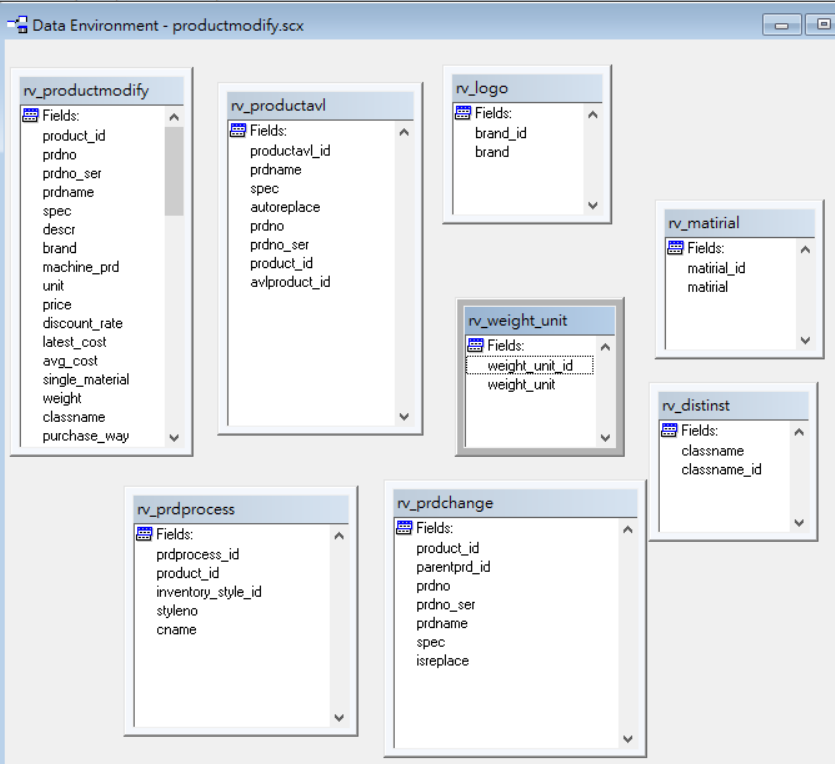 Data Environment - productmodify.scx
rv_productmodify
Fields:
product_id
prdno
prdno_ser
prdname
spec
descr
brand
machine_prd
unit
price
discount_rate
latest_cost
avg_cost
single_material
weight
classname
purchase_way
rv_productavl
Fields:
productavl_id
prdname
spec
autoreplace
prdno
prdno_ser
product_id
avlproduct_id
rv_logo
Fields:
brand_id
brand
rv_matirial
Fields:
matirial_id
matirial
rv_weight_unit
Fields:
weight_unit_id
weight_unit
rv_distinst
Fields:
classname
classname_id
rv_prdprocess
Fields:
prdprocess_id
product_id
inventory_style_id
styleno
cname
rv_prdchange
Fields:
product_id
parentprd_id
prdno
prdno_ser
prdname
spec
isreplace